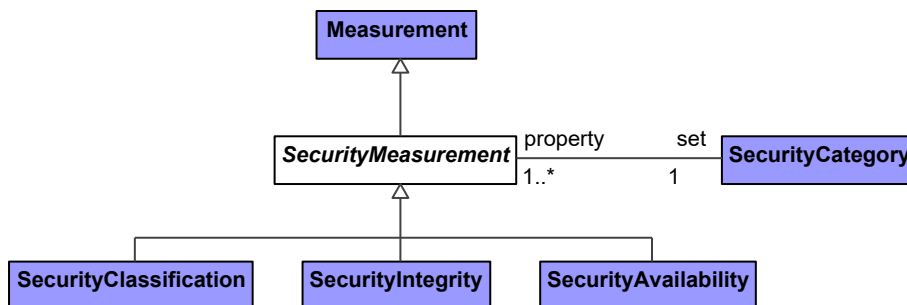 Measurement
property set
SecurityMeasurement
SecurityCategory
1..* 1
SecurityClassification
SecurityIntegrity
SecurityAvailability